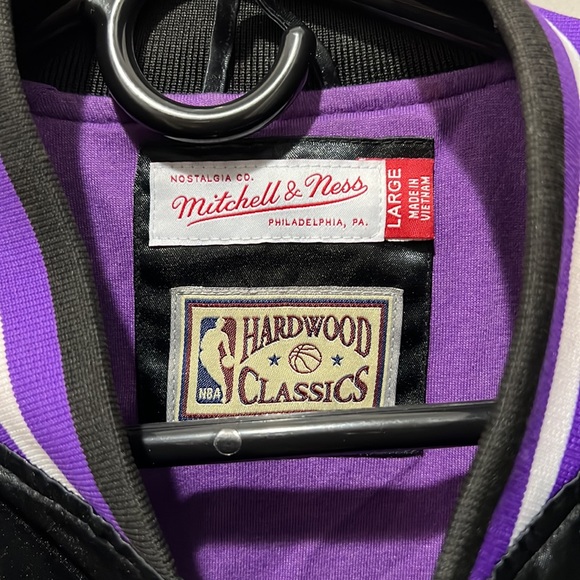 NOSTALGIA CO.
Mitchell & Ness
PHILADELPHIA, PA.
LARGE
MADE IN
VIETNAM
HARDWOOD
CLASSICS
NBA